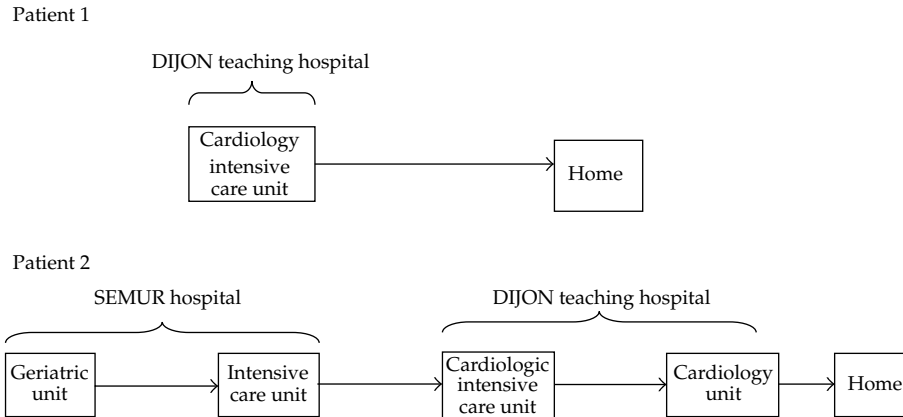 Patient 1
DIJON teaching hospital
Cardiology
intensive
care unit
Home
Patient 2
SEMUR hospital
DIJON teaching hospital
Geriatric
unit
Intensive
care unit
Cardiologic
intensive
care unit
Cardiology
unit
Home